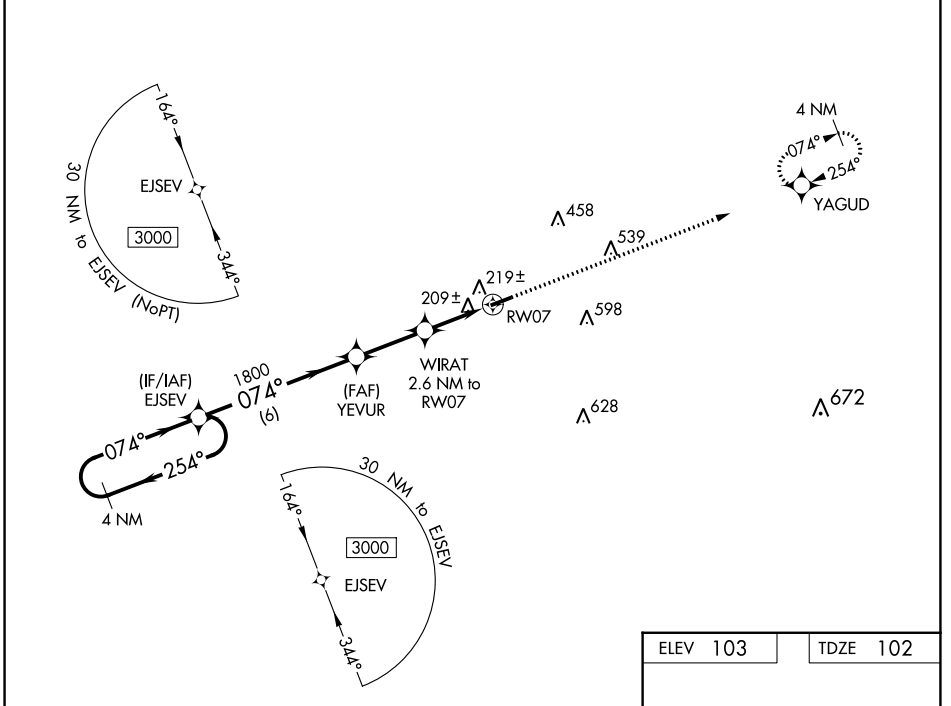 4 NM
074°
254°
YAGUD
164°
EJSEV
3000
344°
30 NM to EJSEV (NoPT)
458
539
219±
209±
RW07
598
WIRAT
2.6 NM to
RW07
(FAF)
YEVUR
1800
074°
(6)
(IF/IAF)
EJSEV
074°
254°
4 NM
628
672
30 NM to EJSEV
164°
3000
EJSEV
344°
ELEV 103
TDZE 102